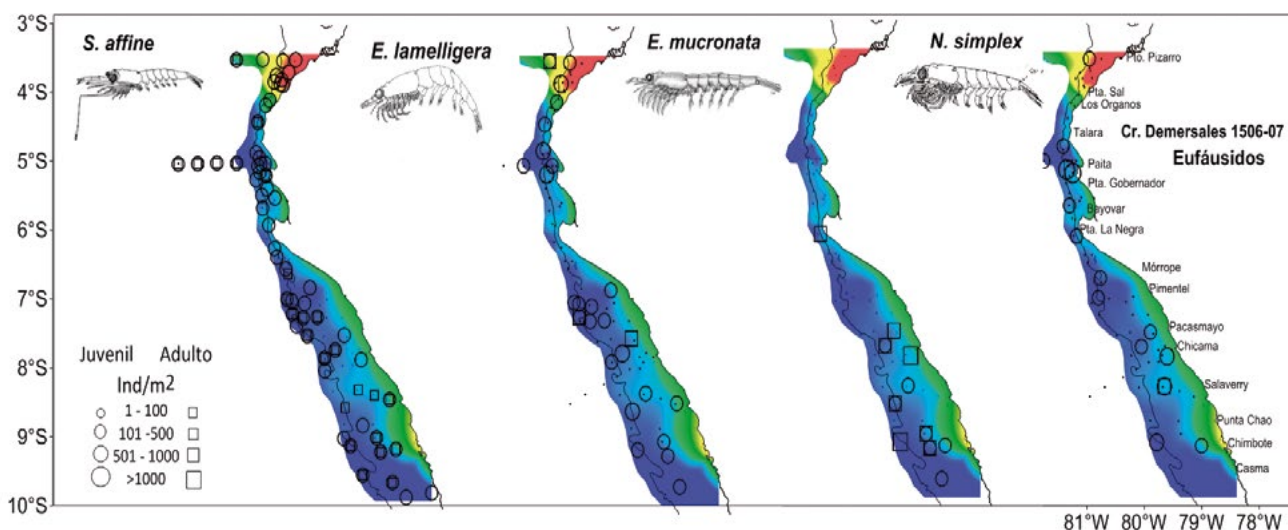 3°S
4°S
5°S
6°S
7°S
8°S
9°S
10°S
S. affine
E. lamelligera
E. mucronata
N. simplex
Cr. Demersales 1506-07
Eufáusidos
Pto. Pizarro
Pta. Sal
Los Organos
Talara
Paita
Pta. Gobernador
Bayovar
Pta. La Negra
Mórrope
Pimentel
Pacasmayo
Chicama
Salaverry
Punta Chao
Chimbote
Casma
Juvenil Adulto
Ind/m2
1 - 100
101 -500
501 - 1000
>1000
81°W 80°W 79°W 78°W